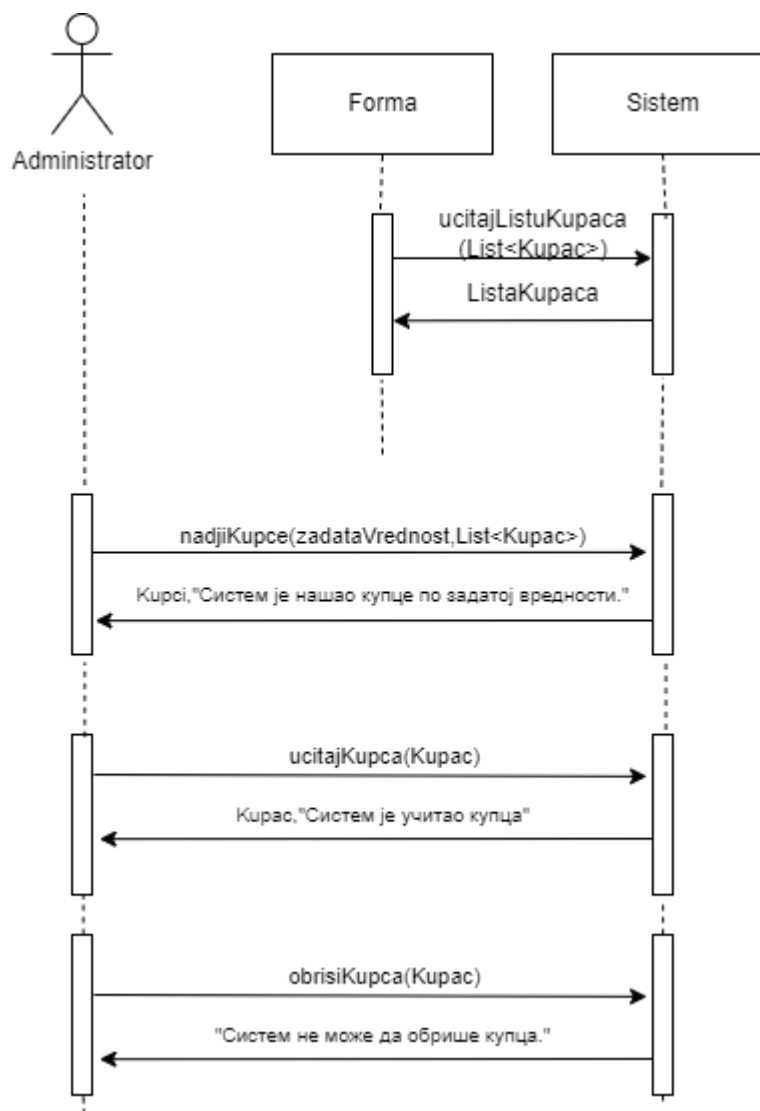 Forma
Sistem
Administrator
ucitajListuKupaca
(List<Kupac>)
ListaKupaca
nadjiKupce(zadataVrednost,List<Kupac>)
Kupci,"Систем је нашао купце по задатој вредности."
ucitajKupca(Kupac)
Kupac,"Систем је учитао купца"
obrisiKupca(Kupac)
"Систем не може да обрише купца."